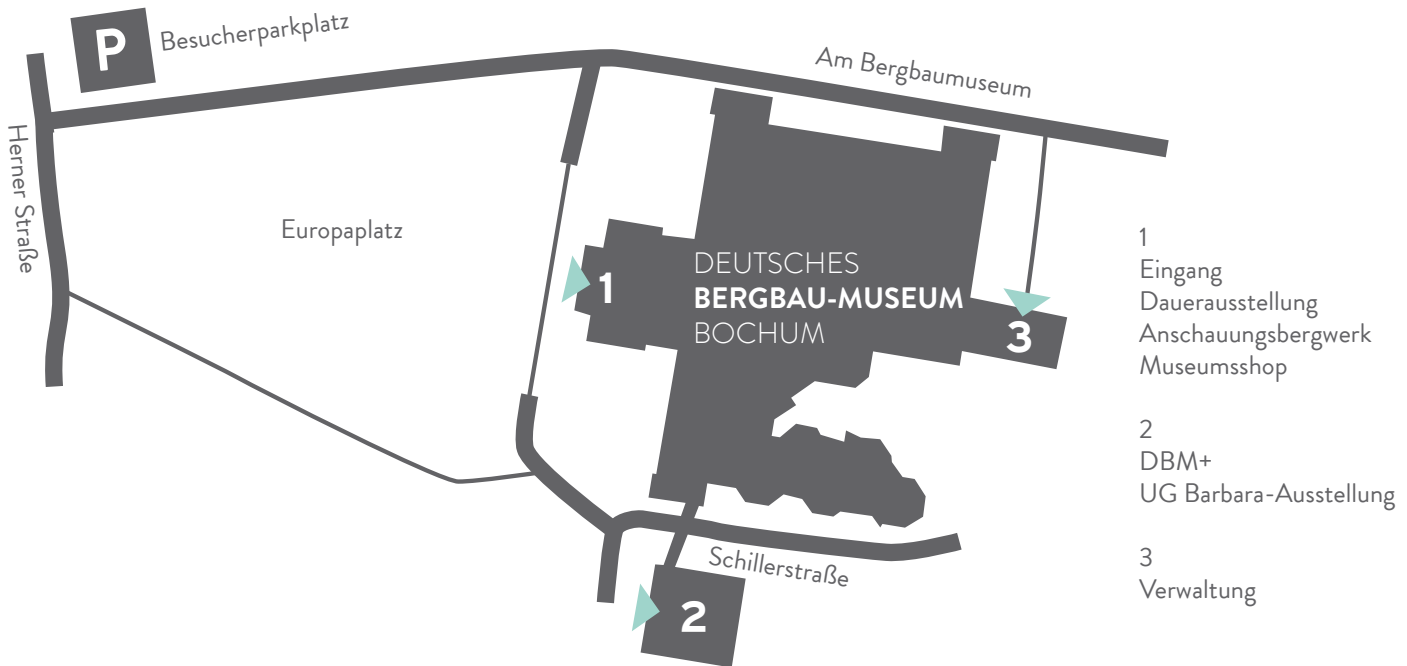 P
Besucherparkplatz
Am Bergbaumuseum
Herner Straße
Europaplatz
DEUTSCHES
BERGBAU-MUSEUM
BOCHUM
1
3
Schillerstraße
2
1
Eingang
Dauerausstellung
Anschauungsbergwerk
Museumsshop
2
DBM+
UG Barbara-Ausstellung
3
Verwaltung